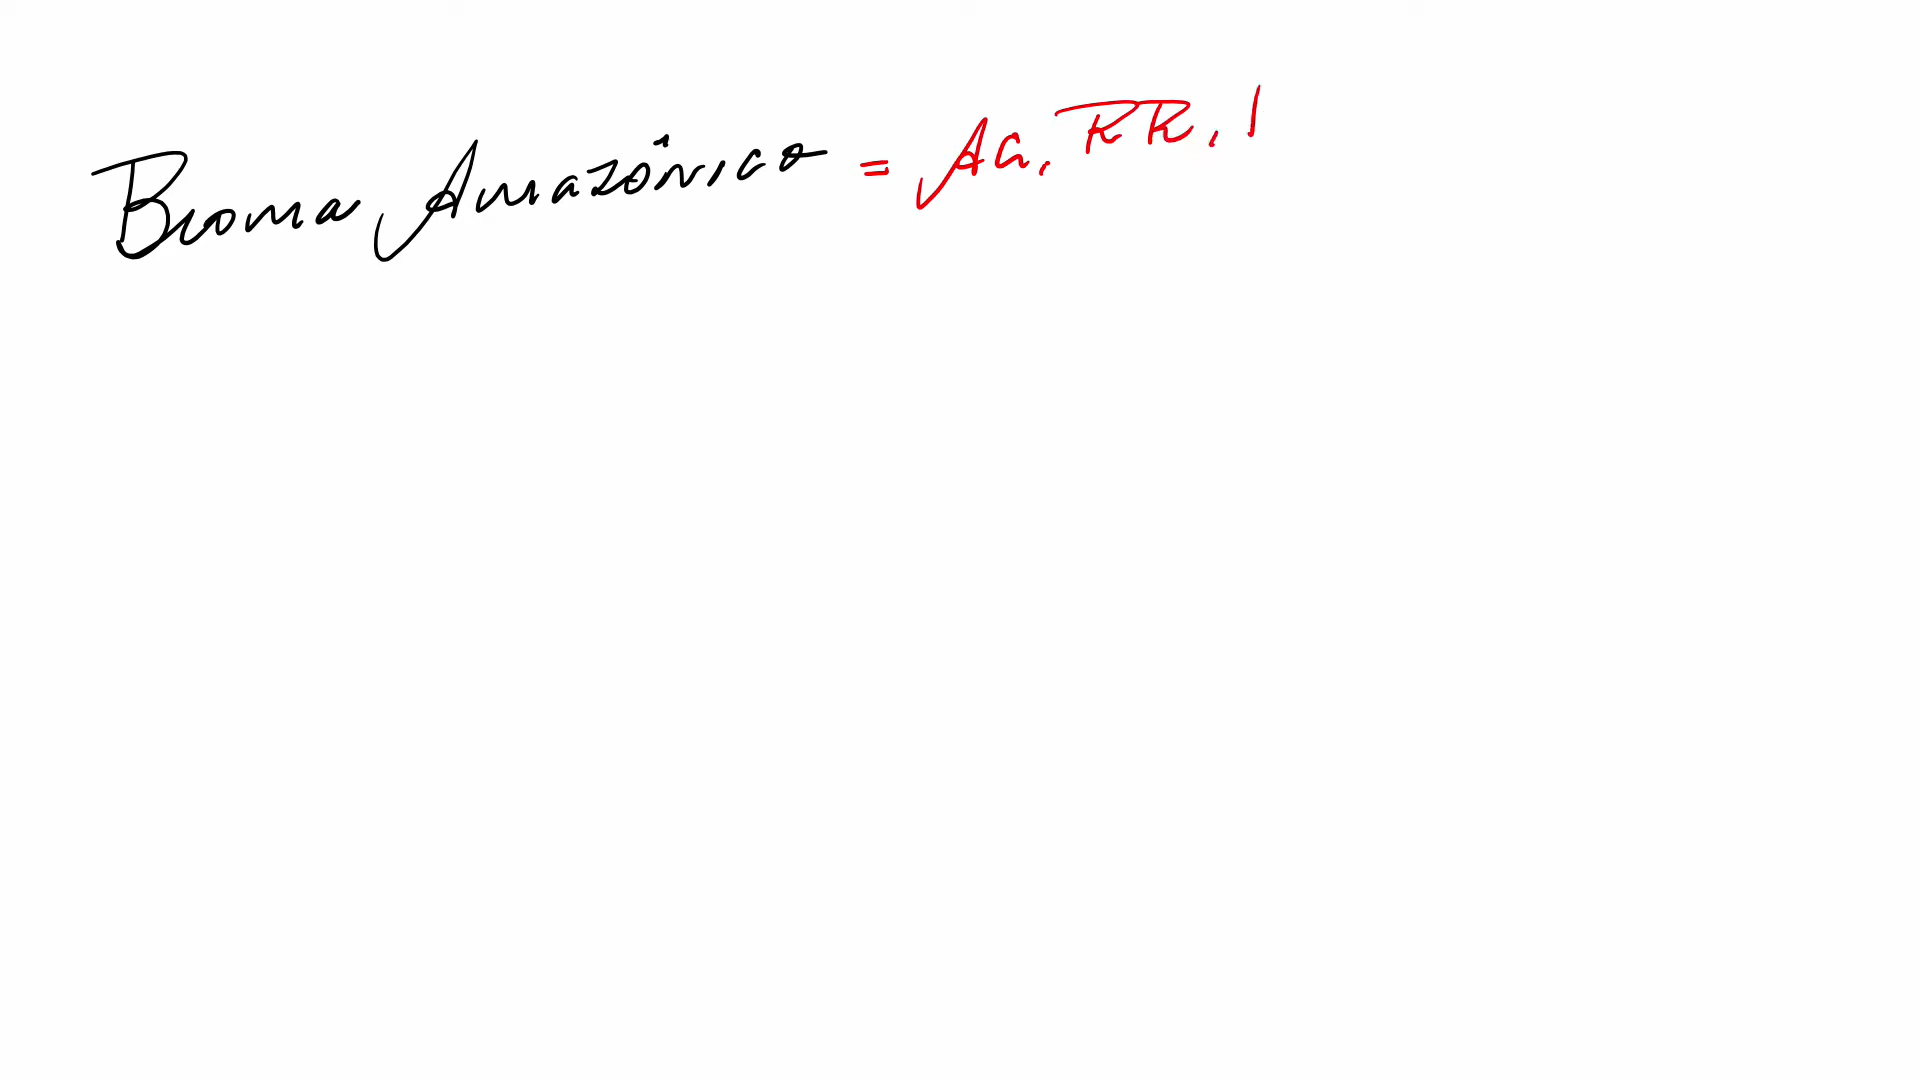 Bioma Amazônico = AC, RR,